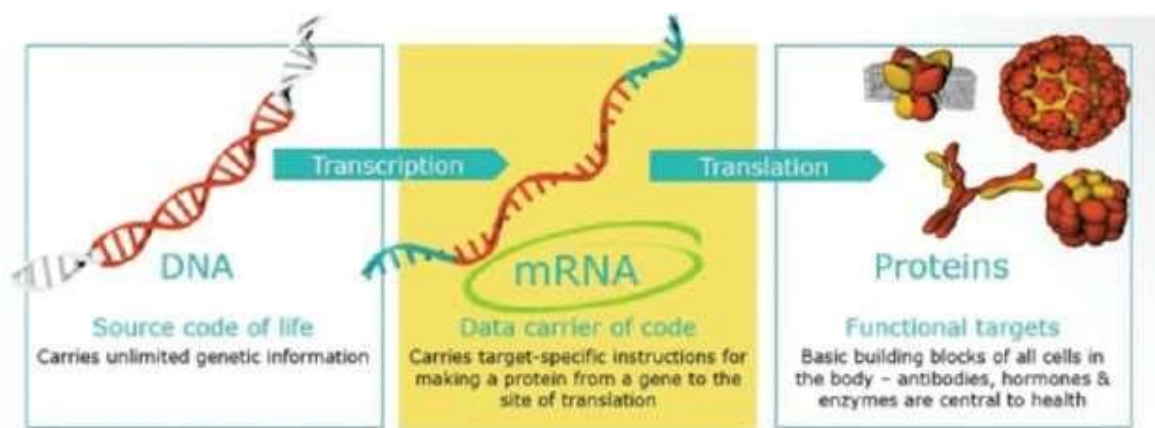 Transcription
Translation
DNA
Source code of life
Carries unlimited genetic information
mRNA
Data carrier of code
Carries target-specific instructions for
making a protein from a gene to the
site of translation
Proteins
Functional targets
Basic building blocks of all cells in
the body – antibodies, hormones &
enzymes are central to health